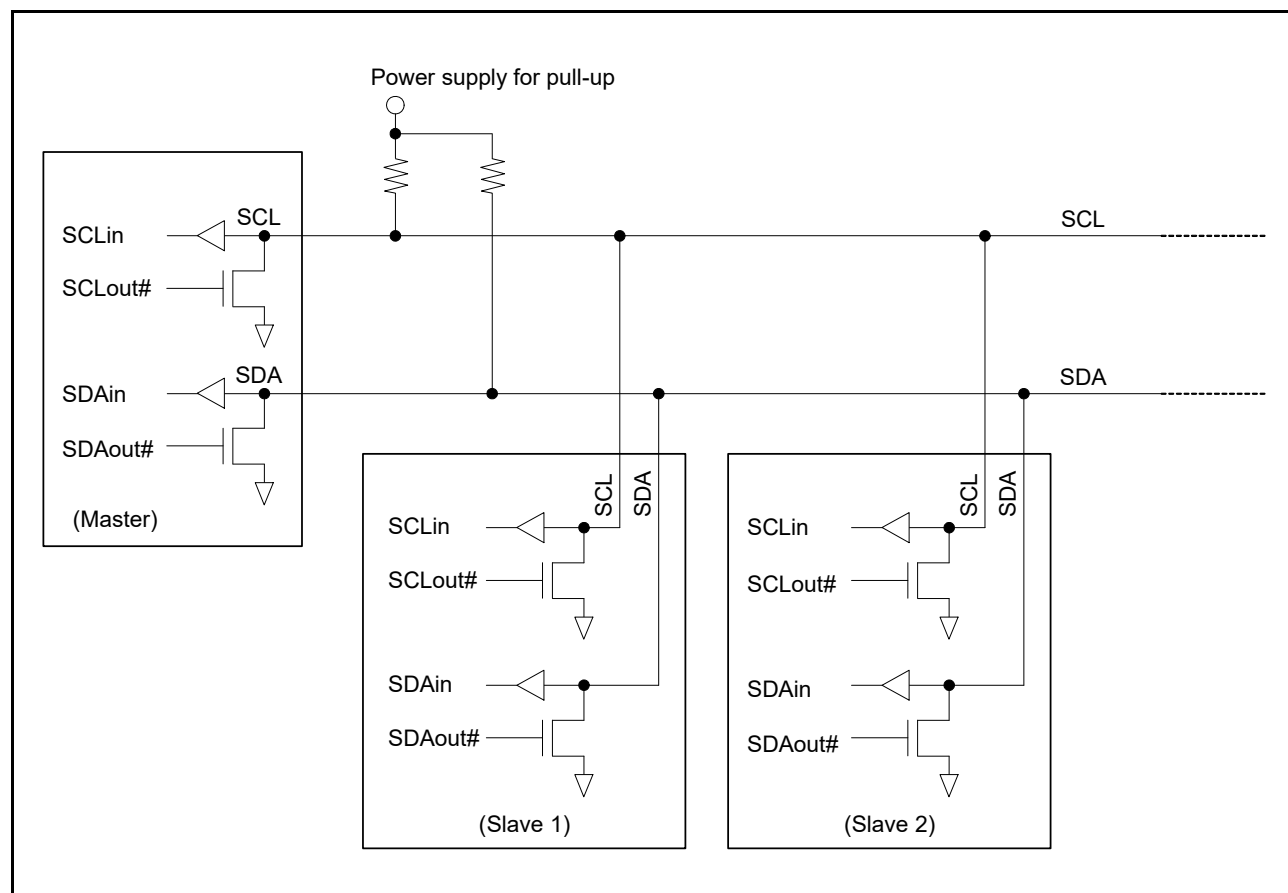 Power supply for pull-up
SCL
SCLin
SCLout#
SDA
SDAin
SDAout#
(Master)
SCL
SDA
SCL
SDA
SCLin
SCLout#
SDAin
SDAout#
(Slave 1)
SCL
SDA
SCLin
SCLout#
SDAin
SDAout#
(Slave 2)